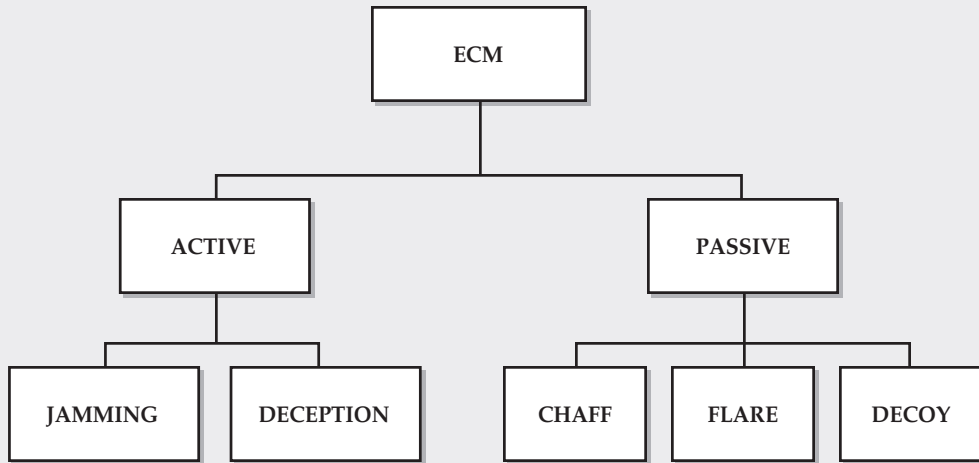 ECM
ACTIVE
PASSIVE
JAMMING
DECEPTION
CHAFF
FLARE
DECOY